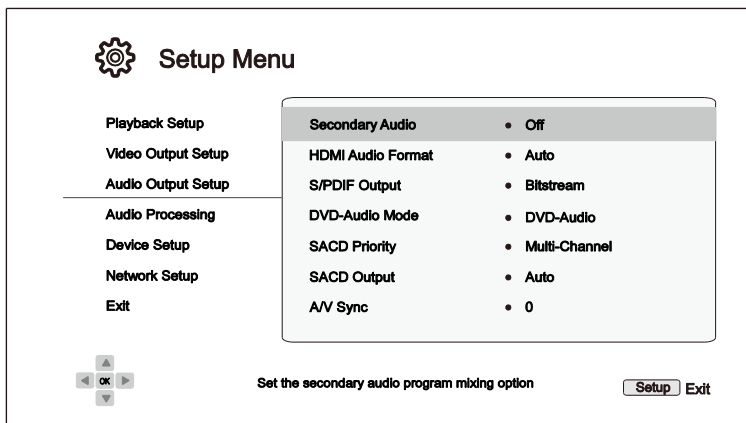 Setup Menu
Playback Setup
Video Output Setup
Audio Output Setup
Audio Processing
Device Setup
Network Setup
Exit
Secondary Audio • Off
HDMI Audio Format • Auto
S/PDIF Output • Bitstream
DVD-Audio Mode • DVD-Audio
SACD Priority • Multi-Channel
SACD Output • Auto
A/V Sync • 0
OK
Set the secondary audio program mixing option
Setup Exit